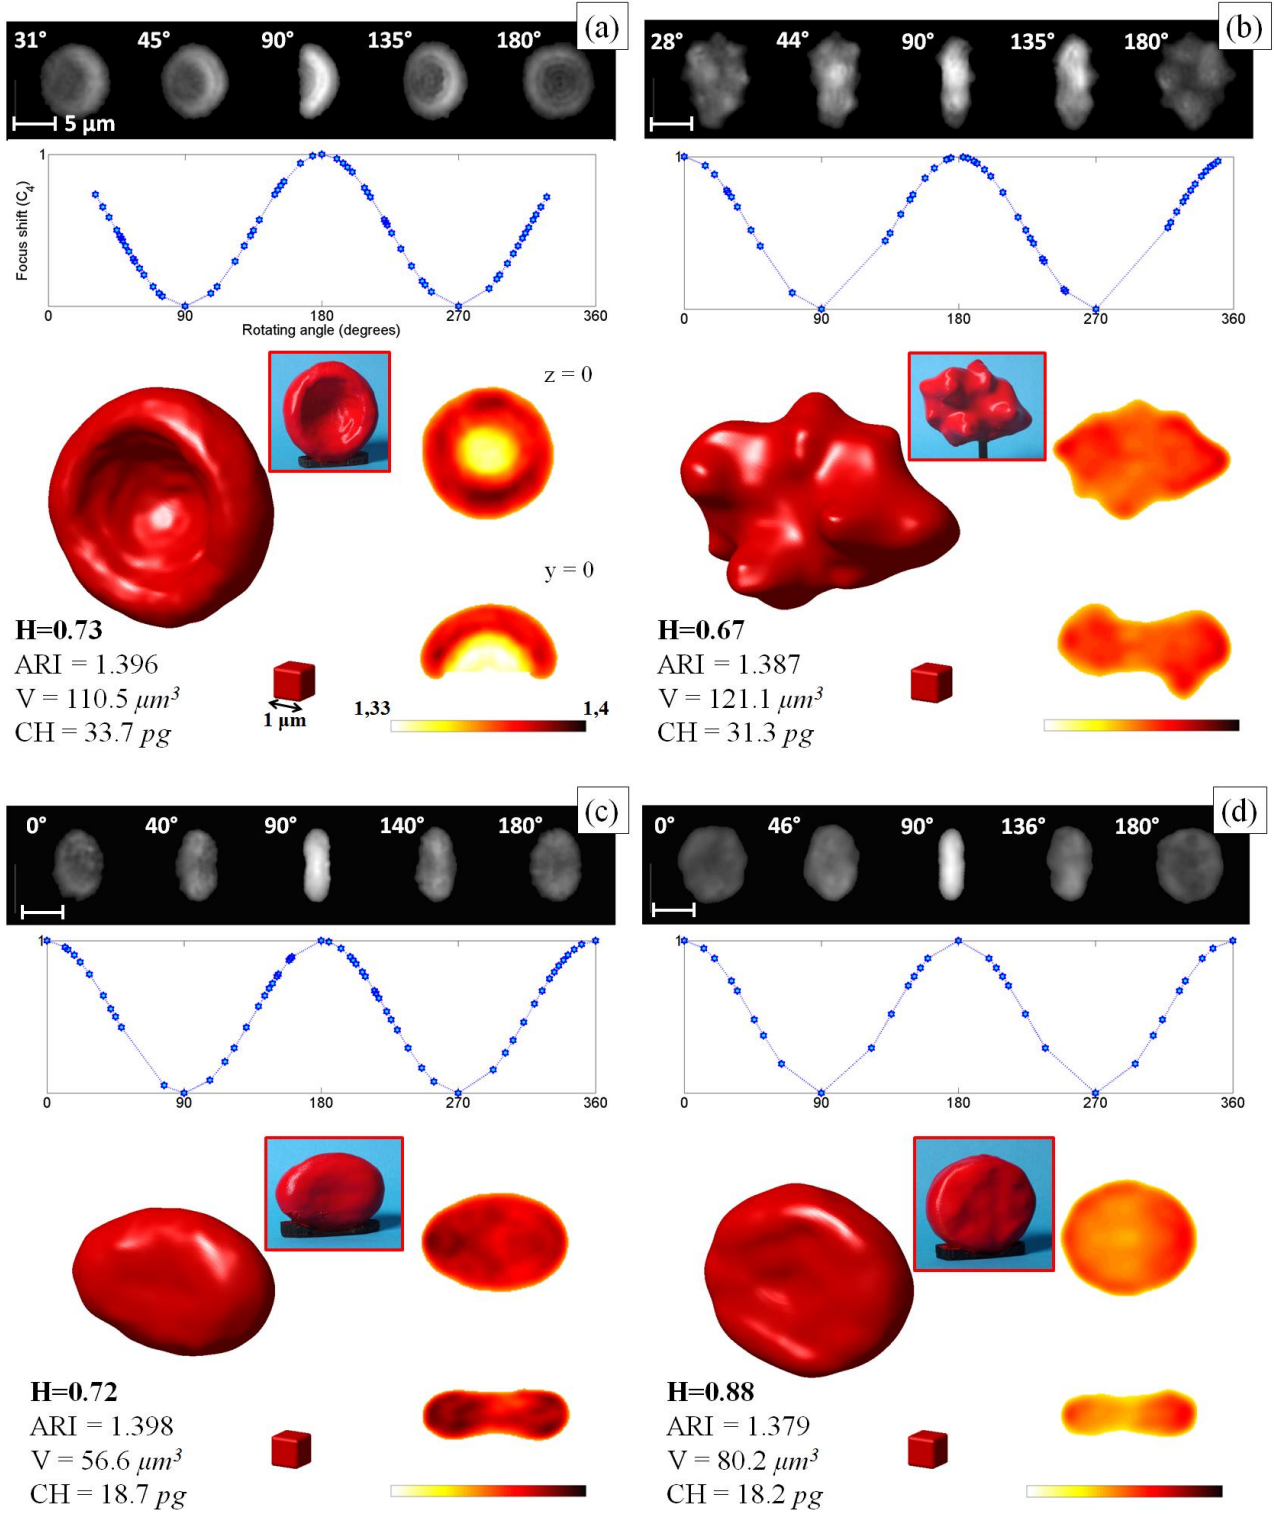 (a)
31° 45° 90° 135° 180°
5 μm
1
Focus shift (C4)
0 90 180 270 360
Rotating angle (degrees)
z = 0
y = 0
H=0.73
ARI = 1.396
V = 110.5 μm³
CH = 33.7 pg
1 μm
1,33 1,4
(b)
28° 44° 90° 135° 180°
1
0 90 180 270 360
H=0.67
ARI = 1.387
V = 121.1 μm³
CH = 31.3 pg
(c)
0° 40° 90° 140° 180°
1
0 90 180 270 360
H=0.72
ARI = 1.398
V = 56.6 μm³
CH = 18.7 pg
(d)
0° 46° 90° 136° 180°
1
0 90 180 270 360
H=0.88
ARI = 1.379
V = 80.2 μm³
CH = 18.2 pg